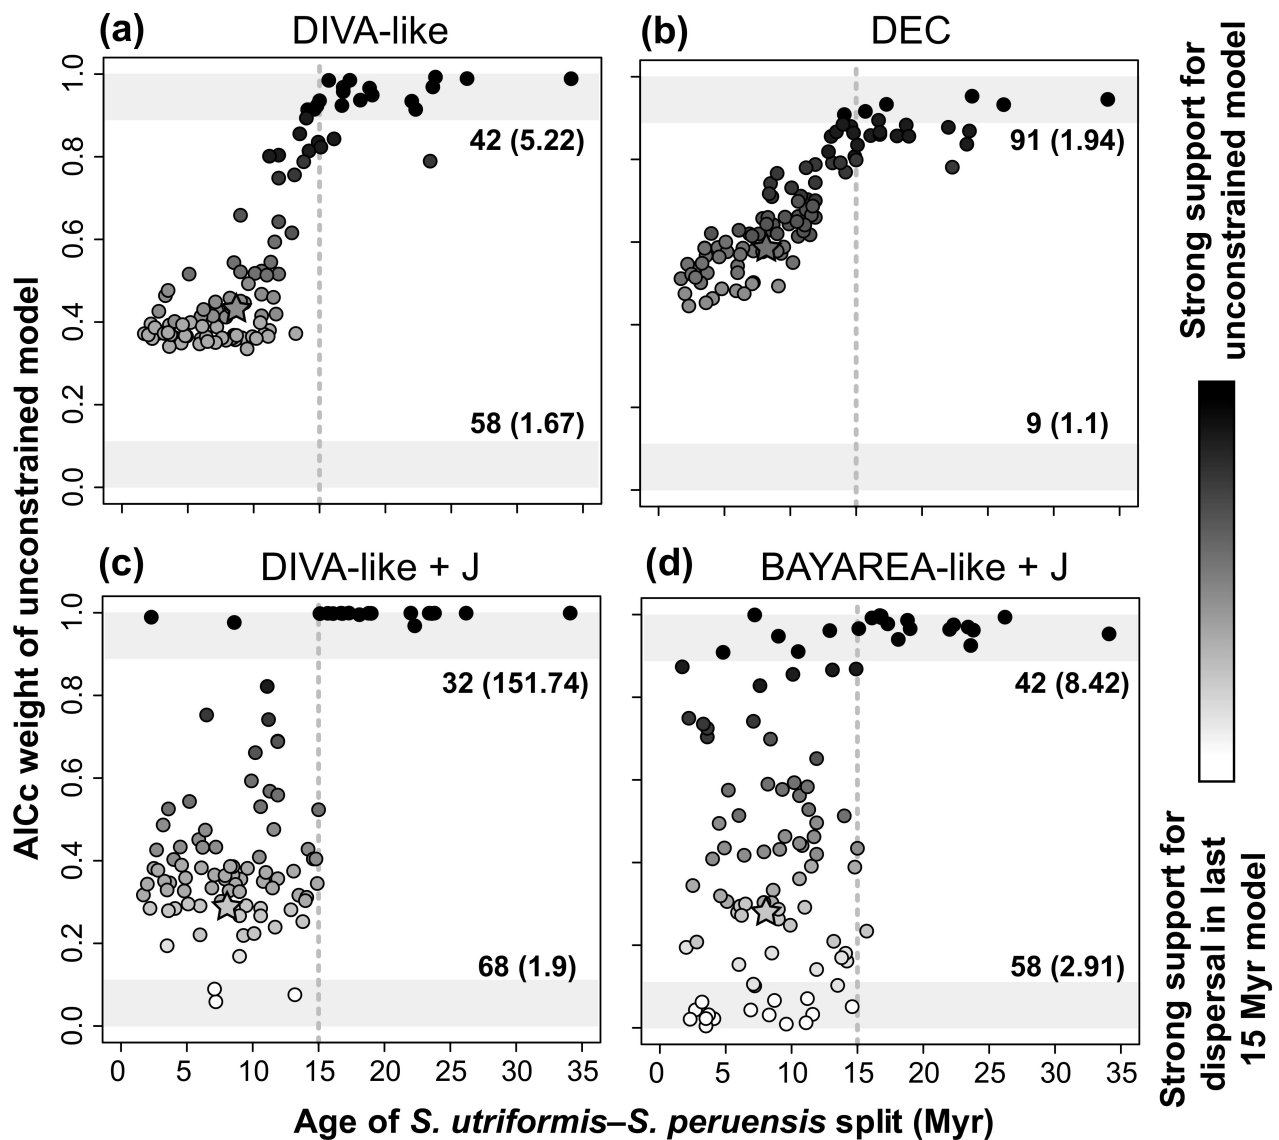 (a) DIVA-like
(b) DEC
1.0
0.8
0.6
0.4
0.2
0.0
42 (5.22)
58 (1.67)
91 (1.94)
9 (1.1)
(c) DIVA-like + J
(d) BAYAREA-like + J
1.0
0.8
0.6
0.4
0.2
0.0
32 (151.74)
68 (1.9)
42 (8.42)
58 (2.91)
0 5 10 15 20 25 30 35
0 5 10 15 20 25 30 35
AICc weight of unconstrained model
Age of S. utriformis–S. peruensis split (Myr)
Strong support for
unconstrained model
Strong support for
dispersal in last
15 Myr model